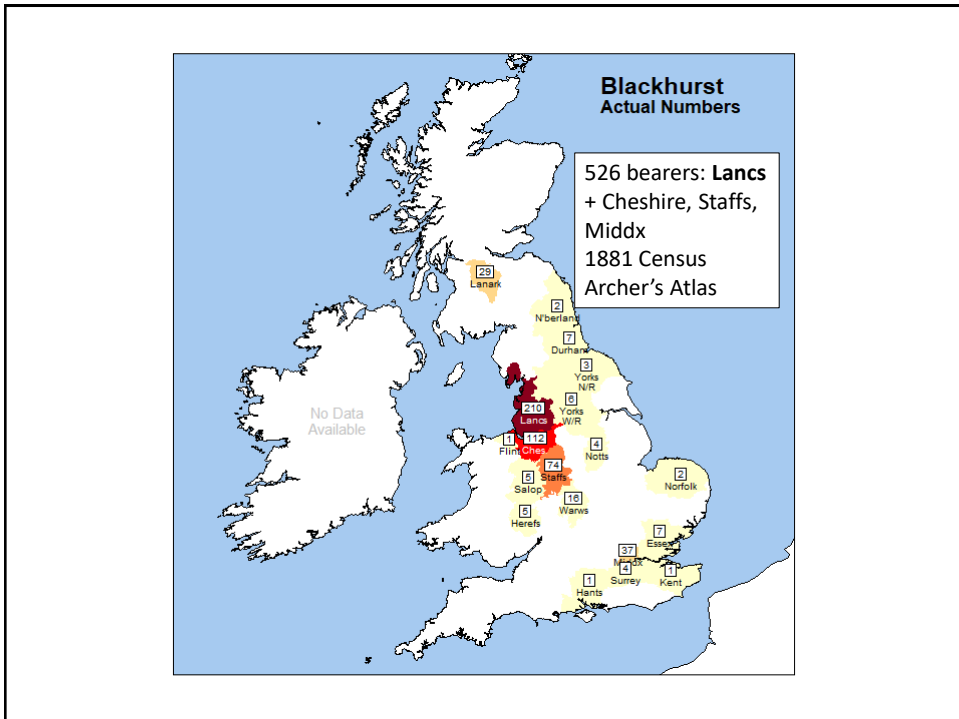 Blackhurst
Actual Numbers
526 bearers: Lancs
+ Cheshire, Staffs,
Middx
1881 Census
Archer's Atlas
29
Lanark
2
N'berland
7
Durham
3
Yorks
N/R
6
Yorks
W/R
210
Lancs
No Data
Available
1
Flint
112
Ches
4
Notts
74
Staffs
5
Salop
2
Norfolk
16
Warws
5
Herefs
7
Essex
37
Middx
4
Surrey
1
Kent
1
Hants